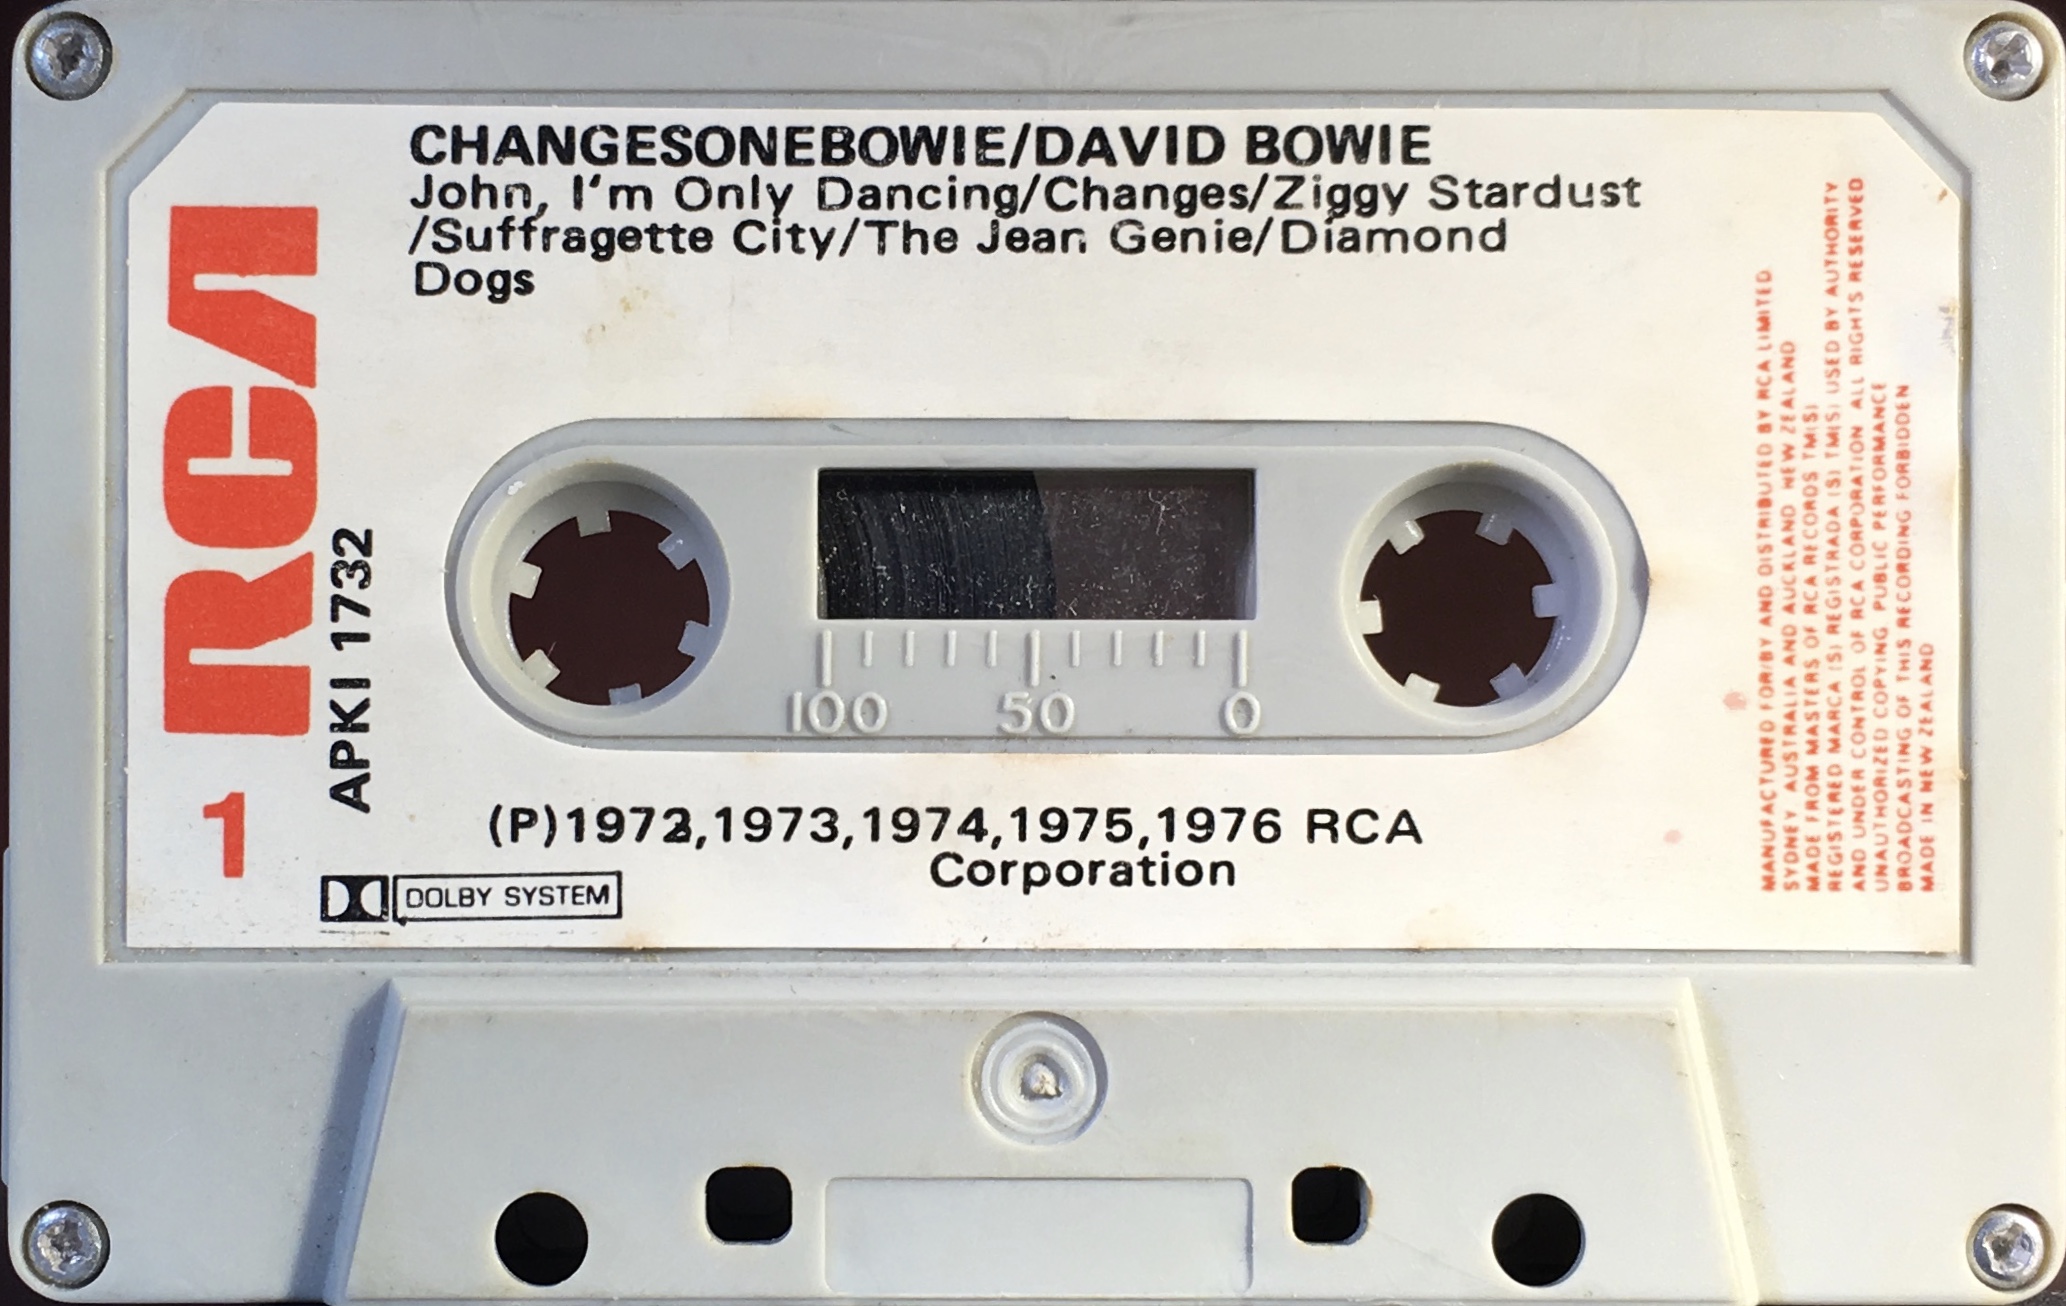 CHANGESONEBOWIE/DAVID BOWIE
John, I'm Only Dancing/Changes/Ziggy Stardust
/Suffragette City/The Jean Genie/Diamond
Dogs
RCA
APKI 1732
1
100 50 0
(P)1972,1973,1974,1975,1976 RCA
Corporation
DOLBY SYSTEM
MANUFACTURED FOR/BY AND DISTRIBUTED BY RCA LIMITED
SYDNEY AUSTRALIA AND AUCKLAND NEW ZEALAND
MADE FROM MASTERS OF RCA RECORDS TM(S)
REGISTERED MARCA (S) REGISTRADA (S) TM(S) USED BY AUTHORITY
AND UNDER CONTROL OF RCA CORPORATION ALL RIGHTS RESERVED
UNAUTHORIZED COPYING PUBLIC PERFORMANCE
BROADCASTING OF THIS RECORDING FORBIDDEN
MADE IN NEW ZEALAND